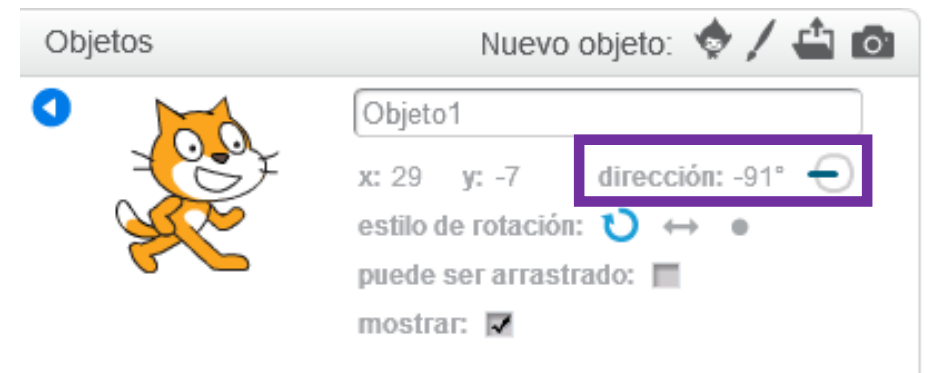 Objetos Nuevo objeto:
Objeto1
x: 29 y: -7 dirección: -91°
estilo de rotación:
puede ser arrastrado:
mostrar: